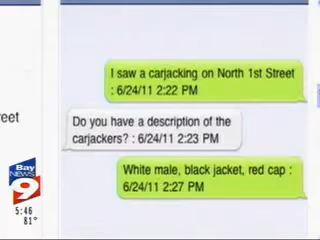 I saw a carjacking on North 1st Street
: 6/24/11 2:22 PM
reet
Do you have a description of the
carjackers? : 6/24/11 2:23 PM
White male, black jacket, red cap :
6/24/11 2:27 PM
Bay
NEWS
9
5:46
81°